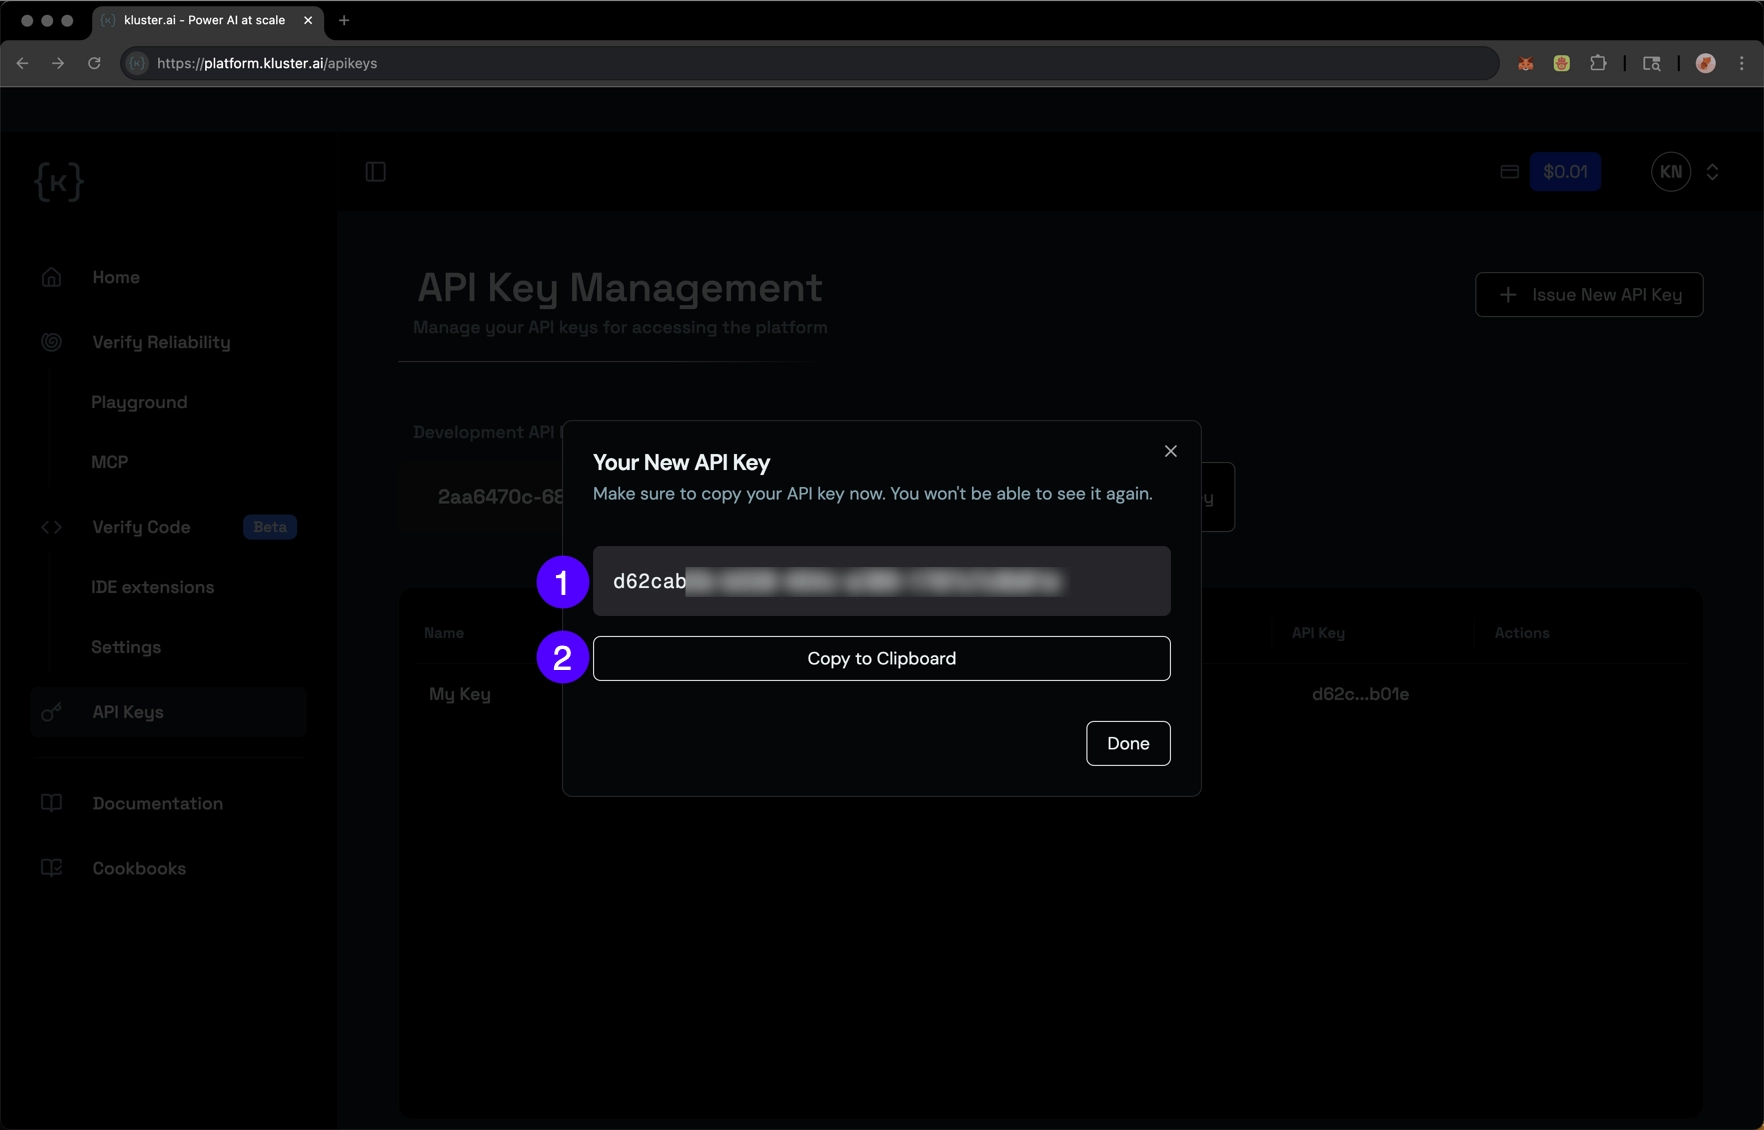 kluster.ai - Power AI at scale
https://platform.kluster.ai/apikeys
{K}
$0.01
KN
Home
API Key Management
Issue New API Key
Manage your API keys for accessing the platform
Verify Reliability
Playground
Development API
MCP
Your New API Key
Make sure to copy your API key now. You won't be able to see it again.
2aa6470c-68
y
Verify Code
Beta
1
d62cab
IDE extensions
Name
API Key
Actions
Settings
2
Copy to Clipboard
My Key
d62c...b01e
API Keys
Done
Documentation
Cookbooks